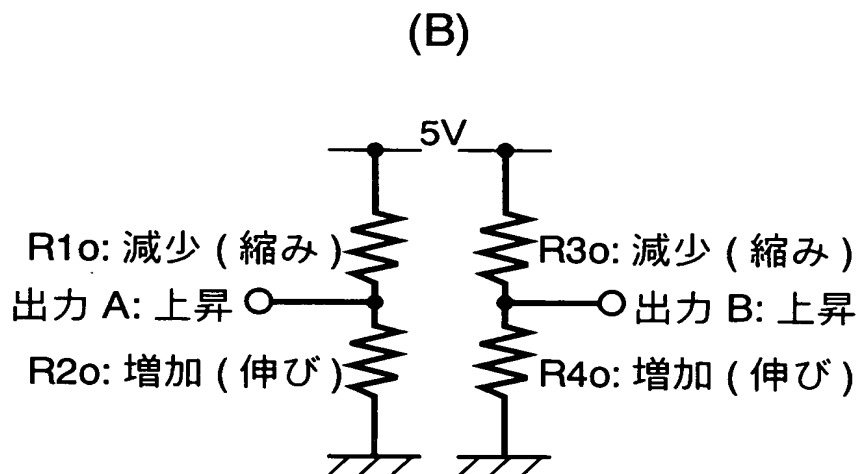 (B)
5V
R1o: 減少 ( 縮み )
R3o: 減少 ( 縮み )
出力 A: 上昇
出力 B: 上昇
R2o: 増加 ( 伸び )
R4o: 増加 ( 伸び )